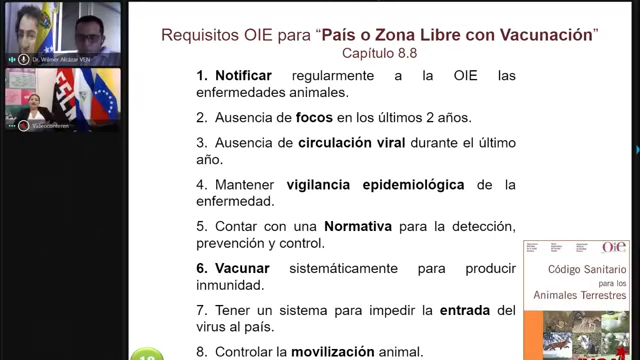 Requisitos OIE para “País o Zona Libre con Vacunación”
Capítulo 8.8
1. Notificar regularmente a la OIE las
enfermedades animales.
2. Ausencia de focos en los últimos 2 años.
3. Ausencia de circulación viral durante el último
año.
4. Mantener vigilancia epidemiológica de la
enfermedad.
5. Contar con una Normativa para la detección,
prevención y control.
6. Vacunar sistemáticamente para producir
inmunidad.
7. Tener un sistema para impedir la entrada del
virus al país.
8. Controlar la movilización animal.
Dr. Wilmer Alcázar VEN
FSLN
Videoconferen
Oie
Código Sanitario
para los
Animales Terrestres